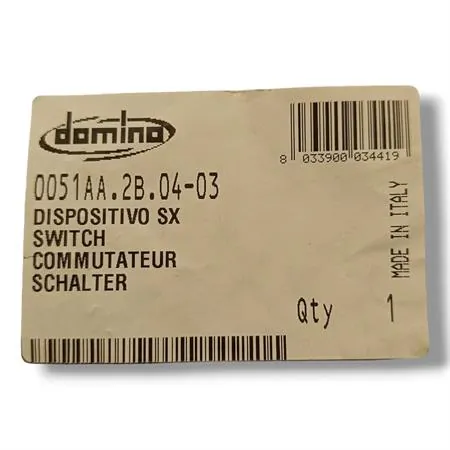 domino
8 033900 034419
0051AA.2B.04-03
DISPOSITIVO SX
SWITCH
COMMUTATEUR
SCHALTER
MADE IN ITALY
Qty 1